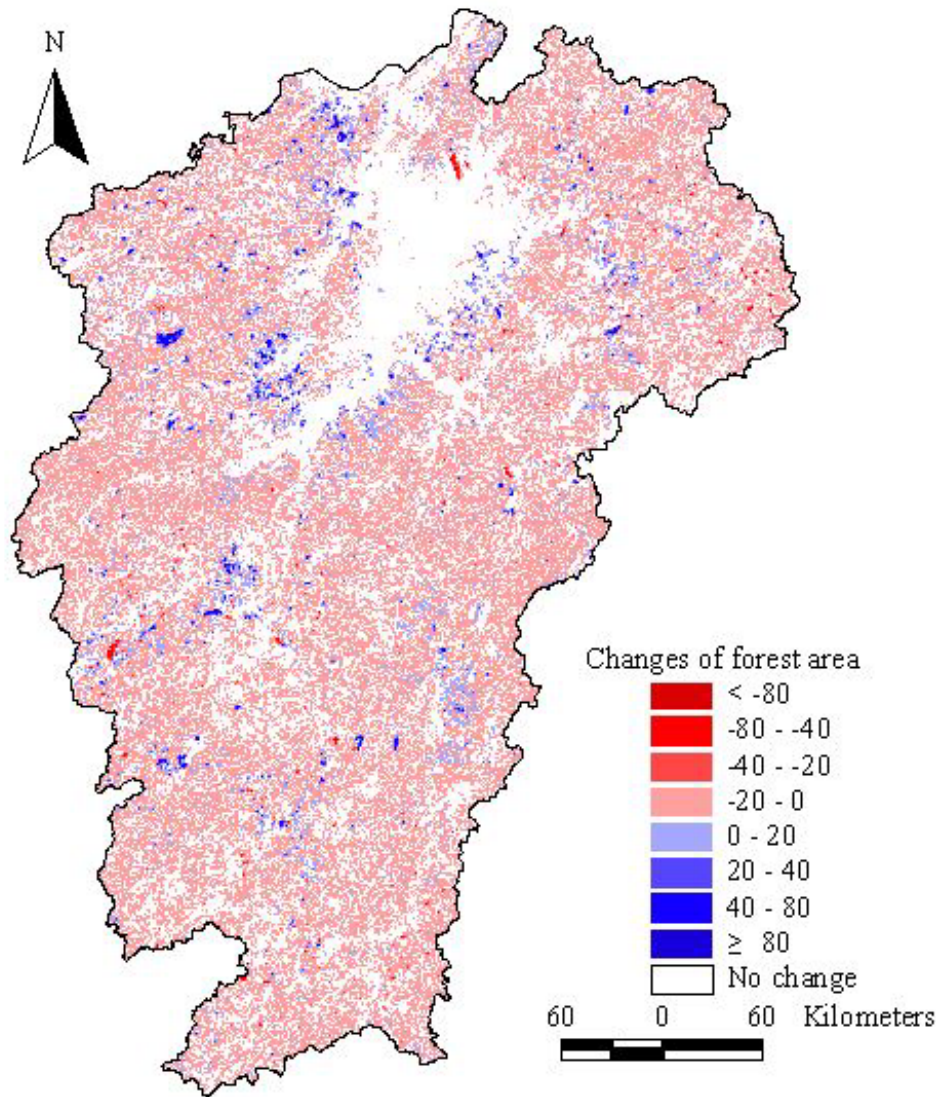 N
Changes of forest area
< -80
-80 - -40
-40 - -20
-20 - 0
0 - 20
20 - 40
40 - 80
≥ 80
No change
60 0 60 Kilometers